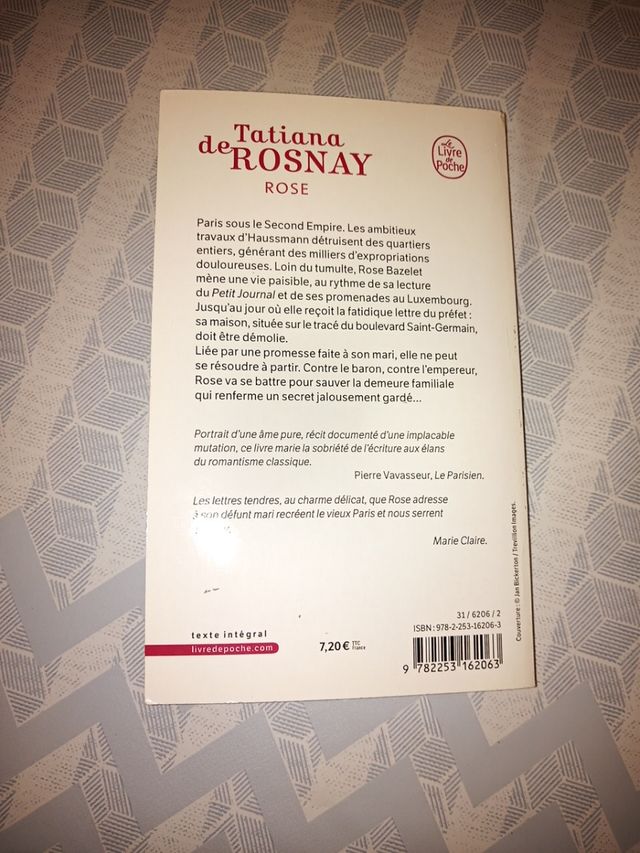 Tatiana
de ROSNAY
ROSE
Le
Livre
de
Poche
Paris sous le Second Empire. Les ambitieux
travaux d'Haussmann détruisent des quartiers
entiers, générant des milliers d'expropriations
douloureuses. Loin du tumulte, Rose Bazelet
mène une vie paisible, au rythme de sa lecture
du Petit Journal et de ses promenades au Luxembourg.
Jusqu'au jour où elle reçoit la fatidique lettre du préfet :
sa maison, située sur le tracé du boulevard Saint-Germain,
doit être démolie.
Liée par une promesse faite à son mari, elle ne peut
se résoudre à partir. Contre le baron, contre l'empereur,
Rose va se battre pour sauver la demeure familiale
qui renferme un secret jalousement gardé...
Portrait d'une âme pure, récit documenté d'une implacable
mutation, ce livre marie la sobriété de l'écriture aux élans
du romantisme classique.
Pierre Vavasseur, Le Parisien.
Les lettres tendres, au charme délicat, que Rose adresse
à son défunt mari recréent le vieux Paris et nous serrent
Marie Claire.
Couverture : © Jan Bickerton / Trevillion Images.
31 / 6206 / 2
ISBN : 978-2-253-16206-3
texte intégral
livredepoche.com
7,20 € TTC
France
9 782253 162063